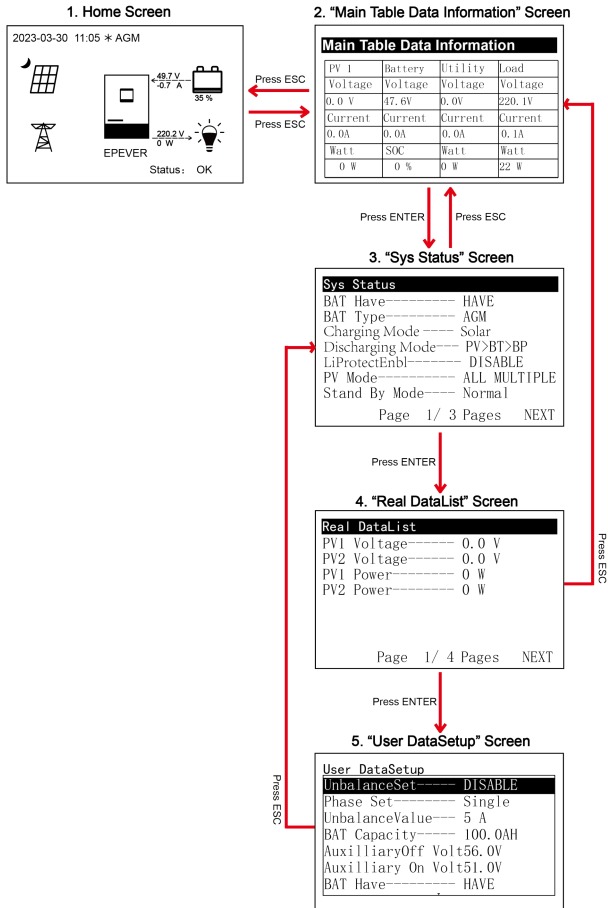 1. Home Screen
2023-03-30 11:05 ✳ AGM
49.7 V
-0.7 A
35 %
220.2 V
0 W
EPEVER
Status： OK
Press ESC
Press ESC
2. “Main Table Data Information” Screen
Main Table Data Information
PV 1 Battery Utility Load
Voltage Voltage Voltage Voltage
0.0 V 47.6V 0.0V 220.1V
Current Current Current Current
0.0A 0.0A 0.0A 0.1A
Watt SOC Watt Watt
0 W 0 % 0 W 22 W
Press ENTER Press ESC
3. “Sys Status” Screen
Sys Status
BAT Have--------- HAVE
BAT Type--------- AGM
Charging Mode ---- Solar
Discharging Mode--- PV>BT>BP
LiProtectEnbl------- DISABLE
PV Mode---------- ALL MULTIPLE
Stand By Mode---- Normal
Page 1/ 3 Pages NEXT
Press ENTER
4. “Real DataList” Screen
Real DataList
PV1 Voltage------ 0.0 V
PV2 Voltage------ 0.0 V
PV1 Power-------- 0 W
PV2 Power-------- 0 W
Page 1/ 4 Pages NEXT
Press ESC
Press ENTER
5. “User DataSetup” Screen
User DataSetup
UnbalanceSet----- DISABLE
Phase Set-------- Single
UnbalanceValue--- 5 A
BAT Capacity----- 100.0AH
AuxilliaryOff Volt56.0V
Auxilliary On Volt51.0V
BAT Have--------- HAVE
Press ESC